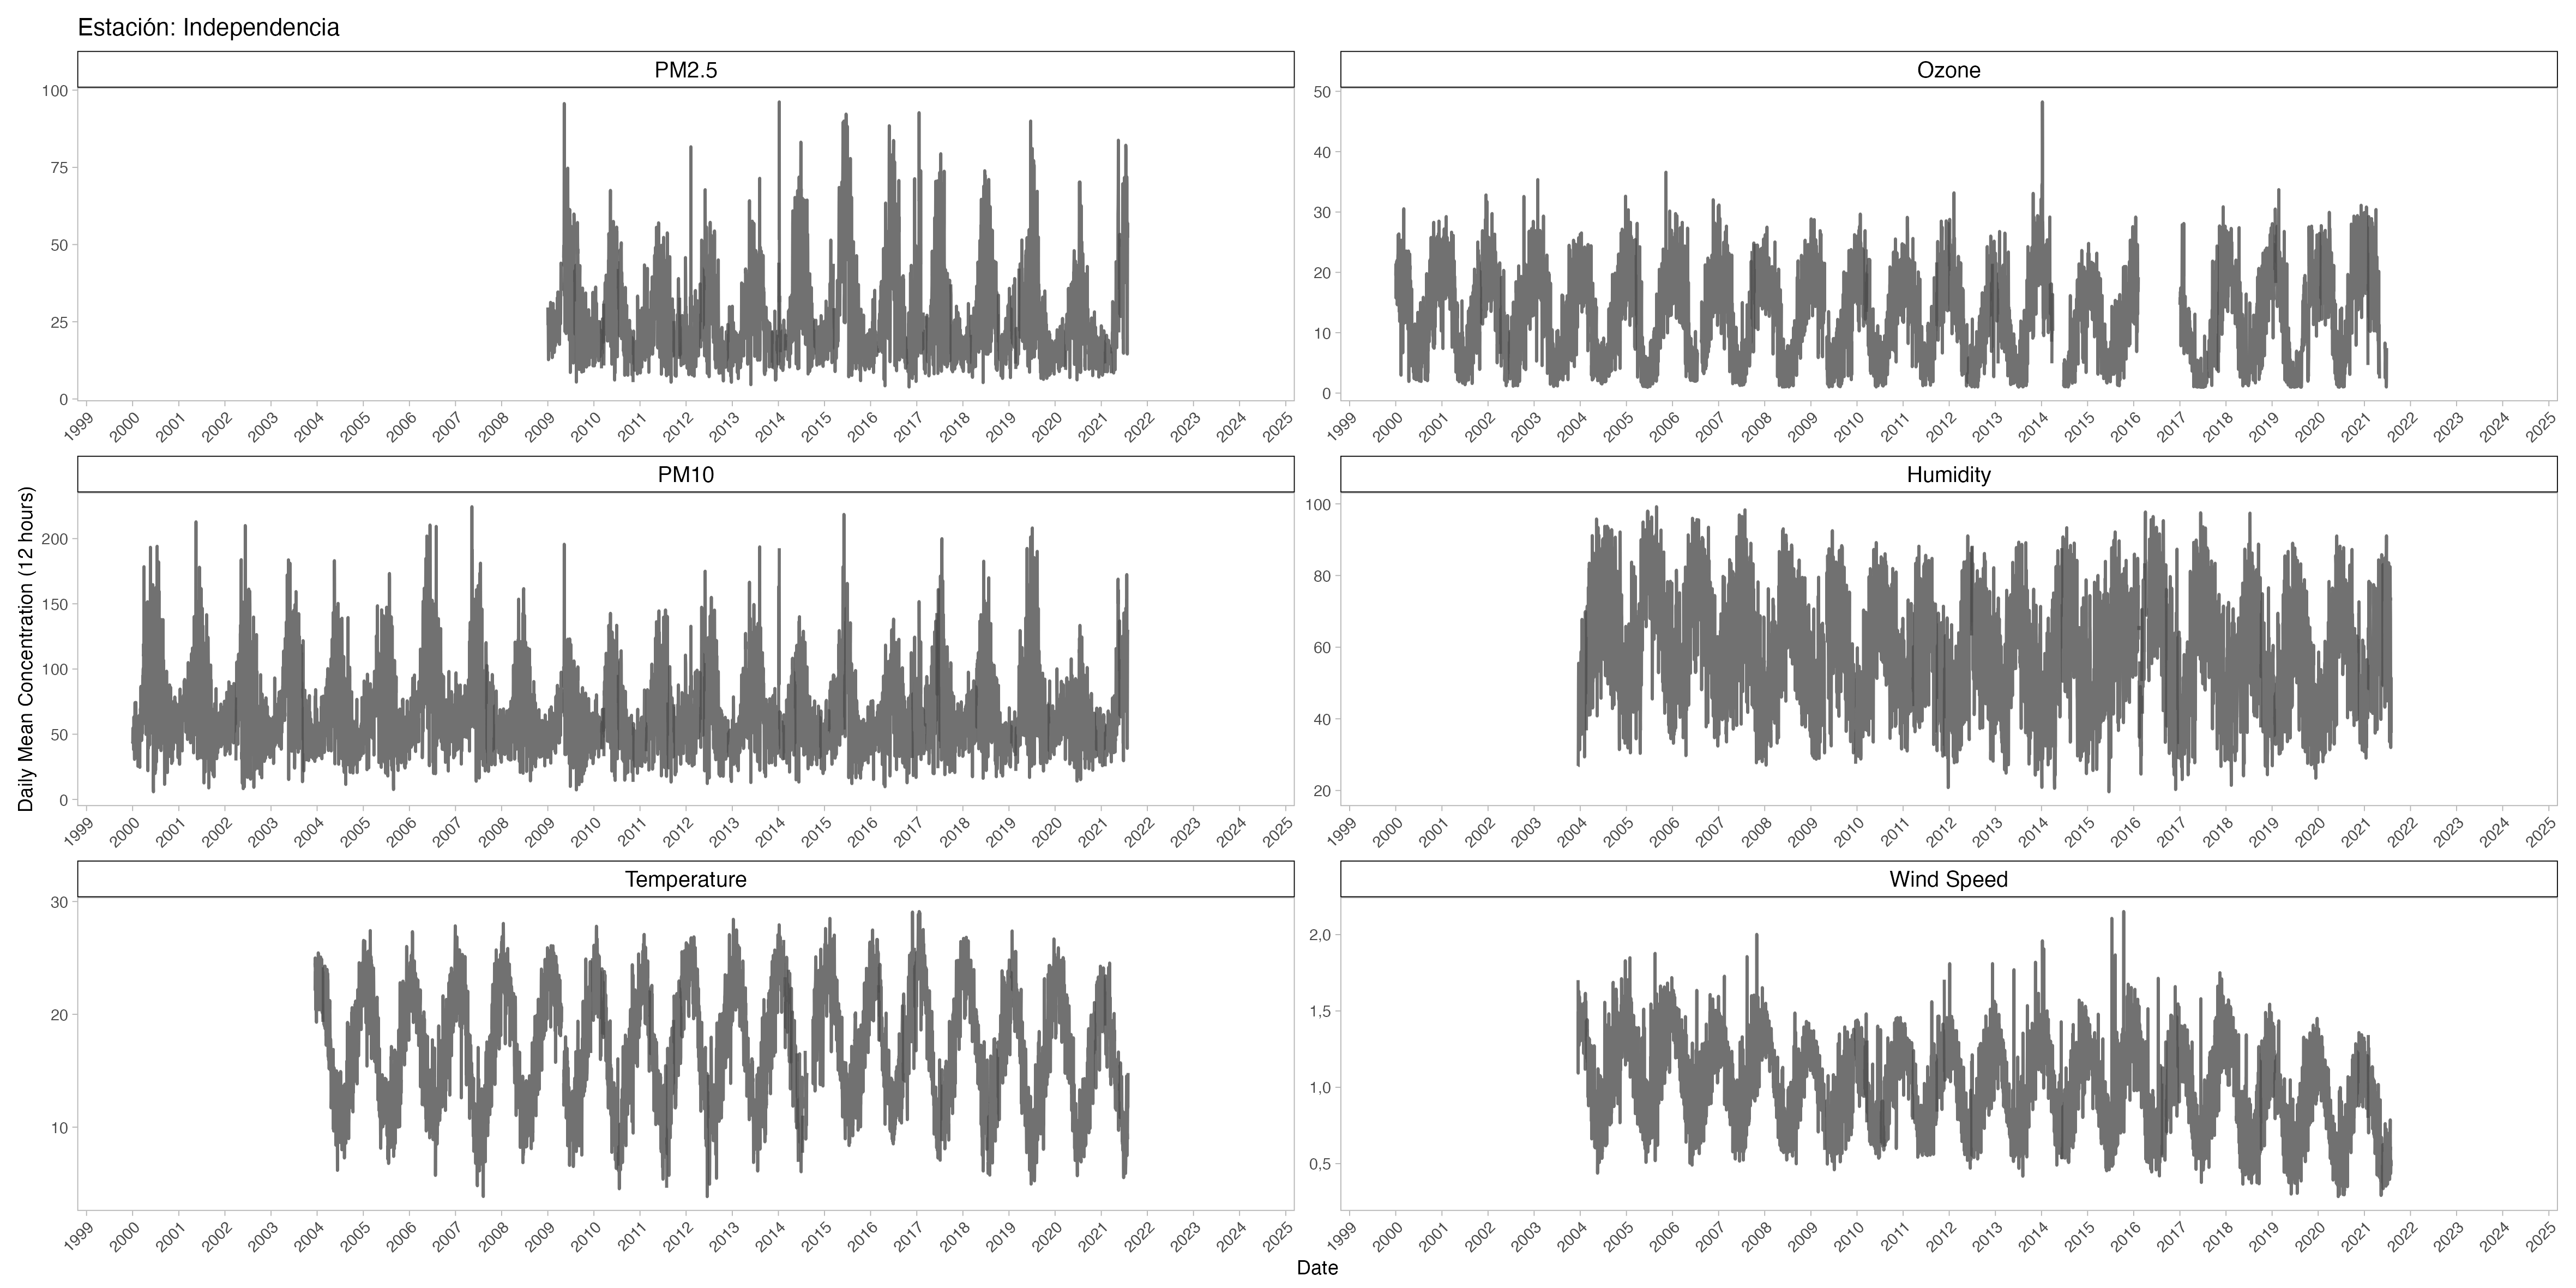 Estación: Independencia
PM2.5
100
75
50
25
0
1999 2000 2001 2002 2003 2004 2005 2006 2007 2008 2009 2010 2011 2012 2013 2014 2015 2016 2017 2018 2019 2020 2021 2022 2023 2024 2025
Ozone
50
40
30
20
10
0
1999 2000 2001 2002 2003 2004 2005 2006 2007 2008 2009 2010 2011 2012 2013 2014 2015 2016 2017 2018 2019 2020 2021 2022 2023 2024 2025
Daily Mean Concentration (12 hours)
PM10
200
150
100
50
0
1999 2000 2001 2002 2003 2004 2005 2006 2007 2008 2009 2010 2011 2012 2013 2014 2015 2016 2017 2018 2019 2020 2021 2022 2023 2024 2025
Humidity
100
80
60
40
20
1999 2000 2001 2002 2003 2004 2005 2006 2007 2008 2009 2010 2011 2012 2013 2014 2015 2016 2017 2018 2019 2020 2021 2022 2023 2024 2025
Temperature
30
20
10
1999 2000 2001 2002 2003 2004 2005 2006 2007 2008 2009 2010 2011 2012 2013 2014 2015 2016 2017 2018 2019 2020 2021 2022 2023 2024 2025
Wind Speed
2,0
1,5
1,0
0,5
1999 2000 2001 2002 2003 2004 2005 2006 2007 2008 2009 2010 2011 2012 2013 2014 2015 2016 2017 2018 2019 2020 2021 2022 2023 2024 2025
Date